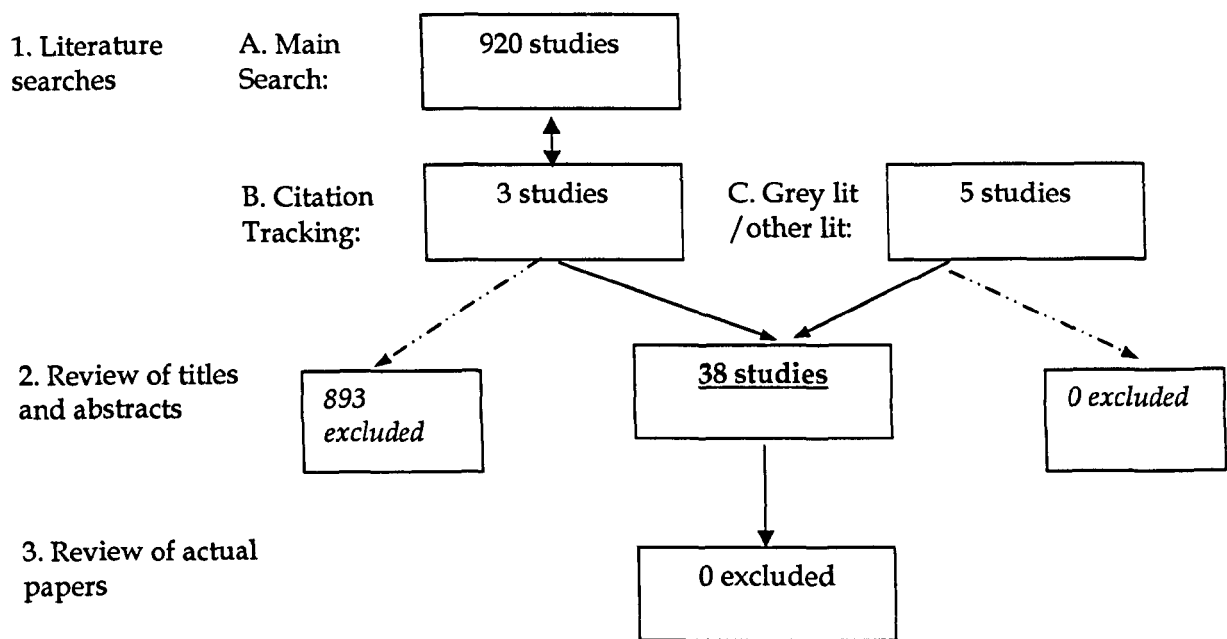 1. Literature
searches
A. Main
Search:
920 studies
B. Citation
Tracking:
3 studies
C. Grey lit
/other lit:
5 studies
2. Review of titles
and abstracts
893
excluded
38 studies
0 excluded
3. Review of actual
papers
0 excluded